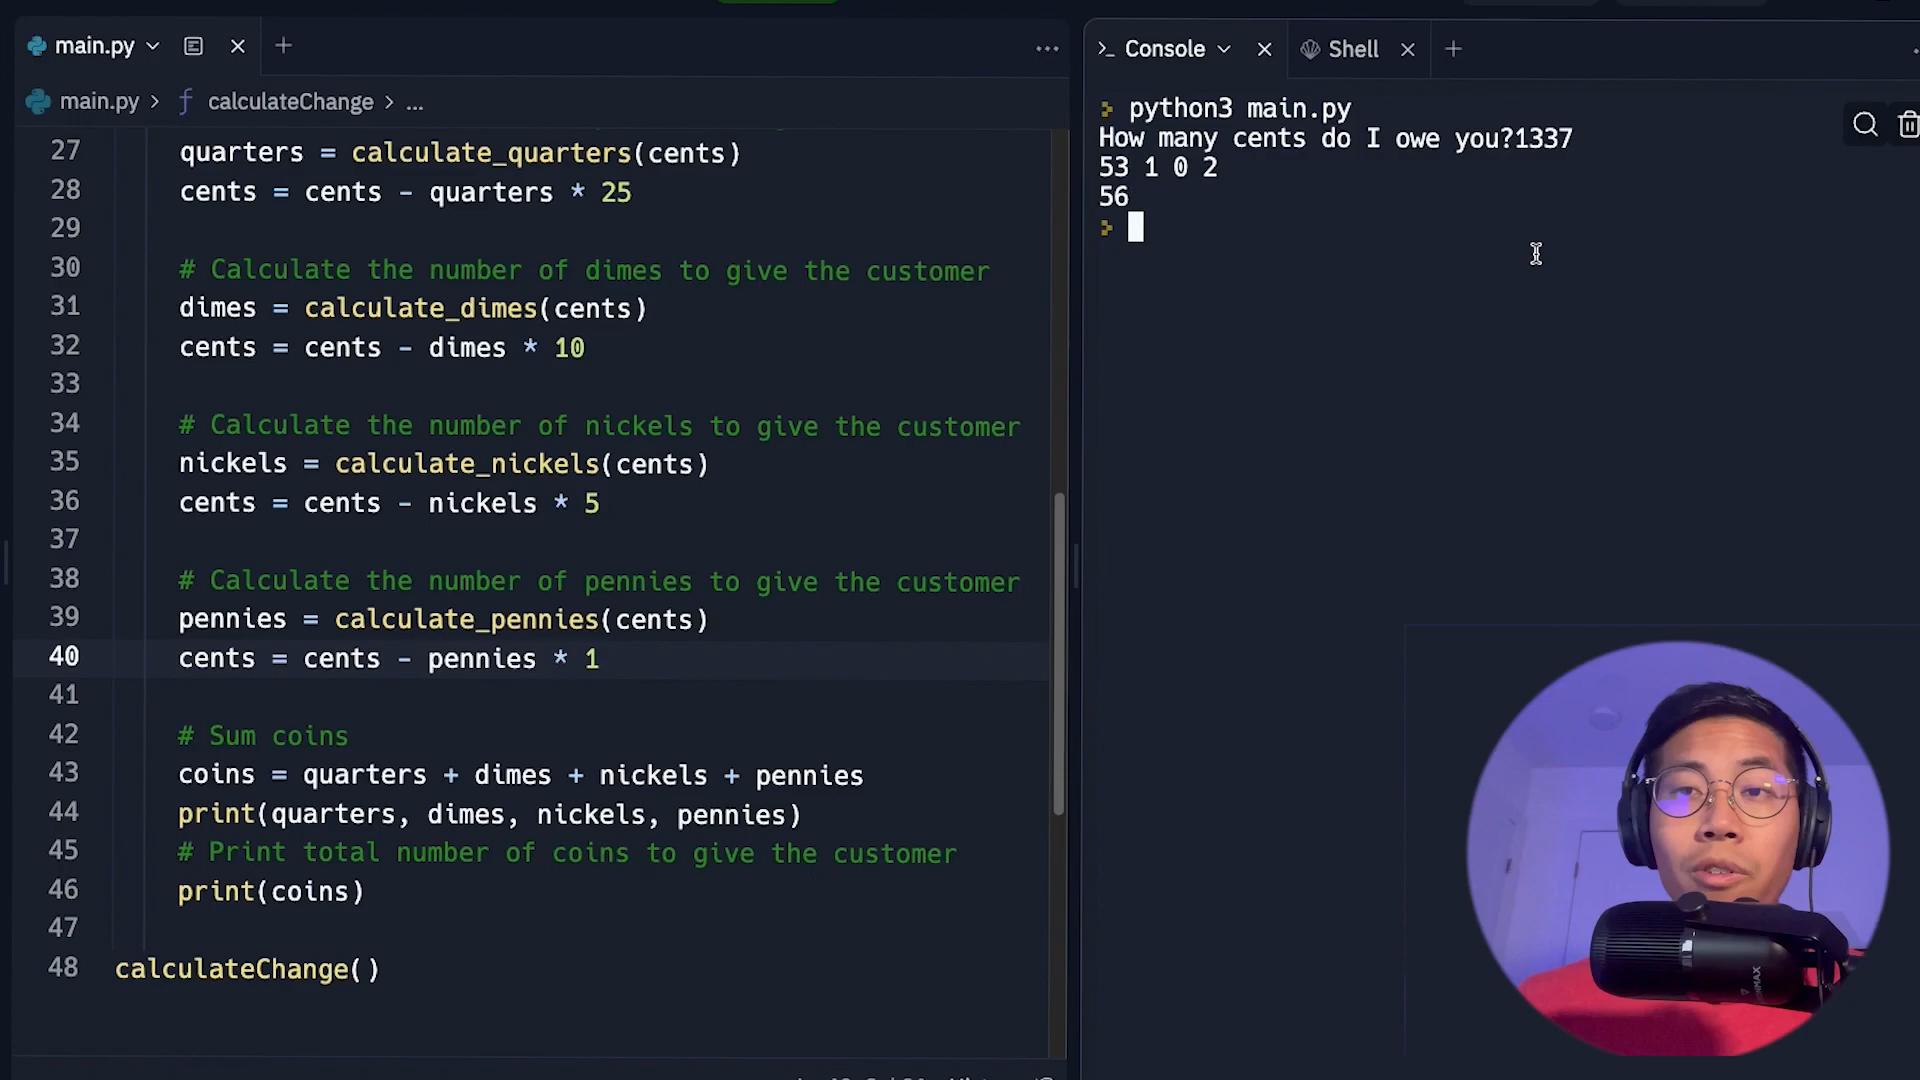 main.py
main.py > calculateChange > ...
27 quarters = calculate_quarters(cents)
28 cents = cents - quarters * 25
29
30 # Calculate the number of dimes to give the customer
31 dimes = calculate_dimes(cents)
32 cents = cents - dimes * 10
33
34 # Calculate the number of nickels to give the customer
35 nickels = calculate_nickels(cents)
36 cents = cents - nickels * 5
37
38 # Calculate the number of pennies to give the customer
39 pennies = calculate_pennies(cents)
40 cents = cents - pennies * 1
41
42 # Sum coins
43 coins = quarters + dimes + nickels + pennies
44 print(quarters, dimes, nickels, pennies)
45 # Print total number of coins to give the customer
46 print(coins)
47
48 calculateChange()
Console
Shell
python3 main.py
How many cents do I owe you?1337
53 1 0 2
56